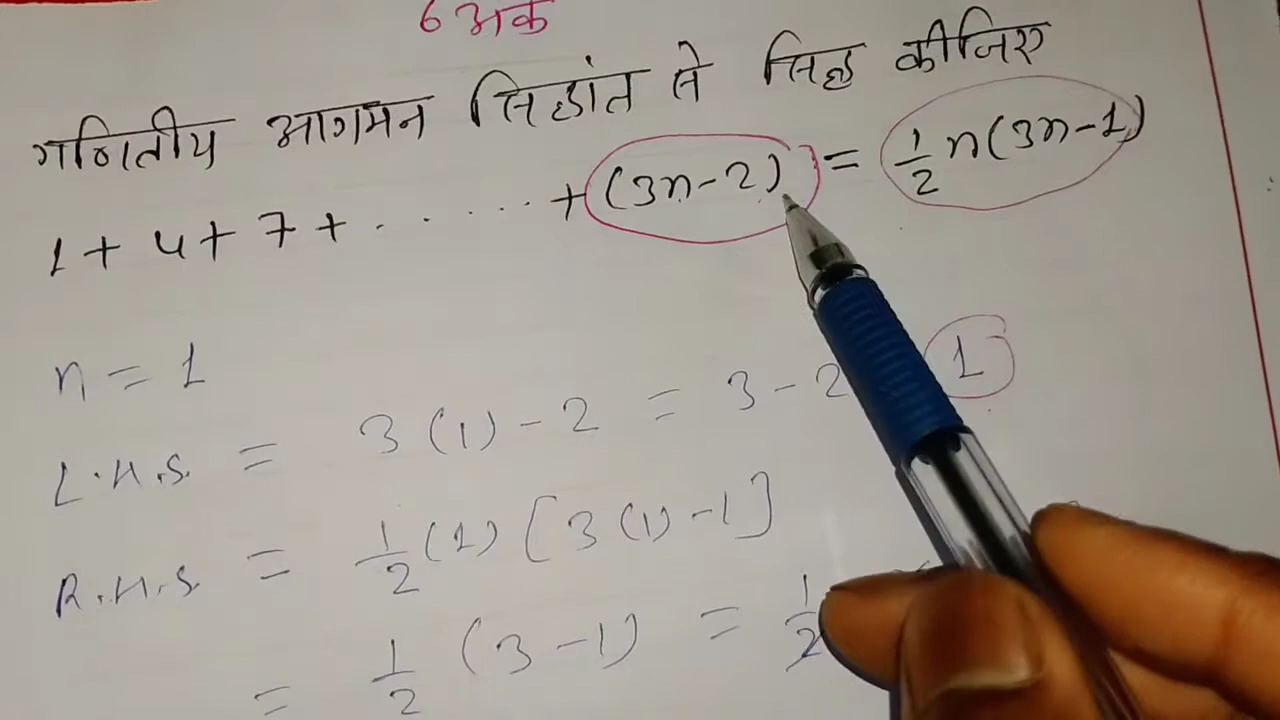 6 अंक
गणितीय आगमन सिद्धांत से सिद्ध कीजिए
1 + 4 + 7 + ...... + (3n - 2) = 1/2 n(3n - 1)
n = 1
L.H.S. = 3(1) - 2 = 3 - 2 1
R.H.S = 1/2 (1) [3(1) - 1]
= 1/2 (3 - 1) = 1/2